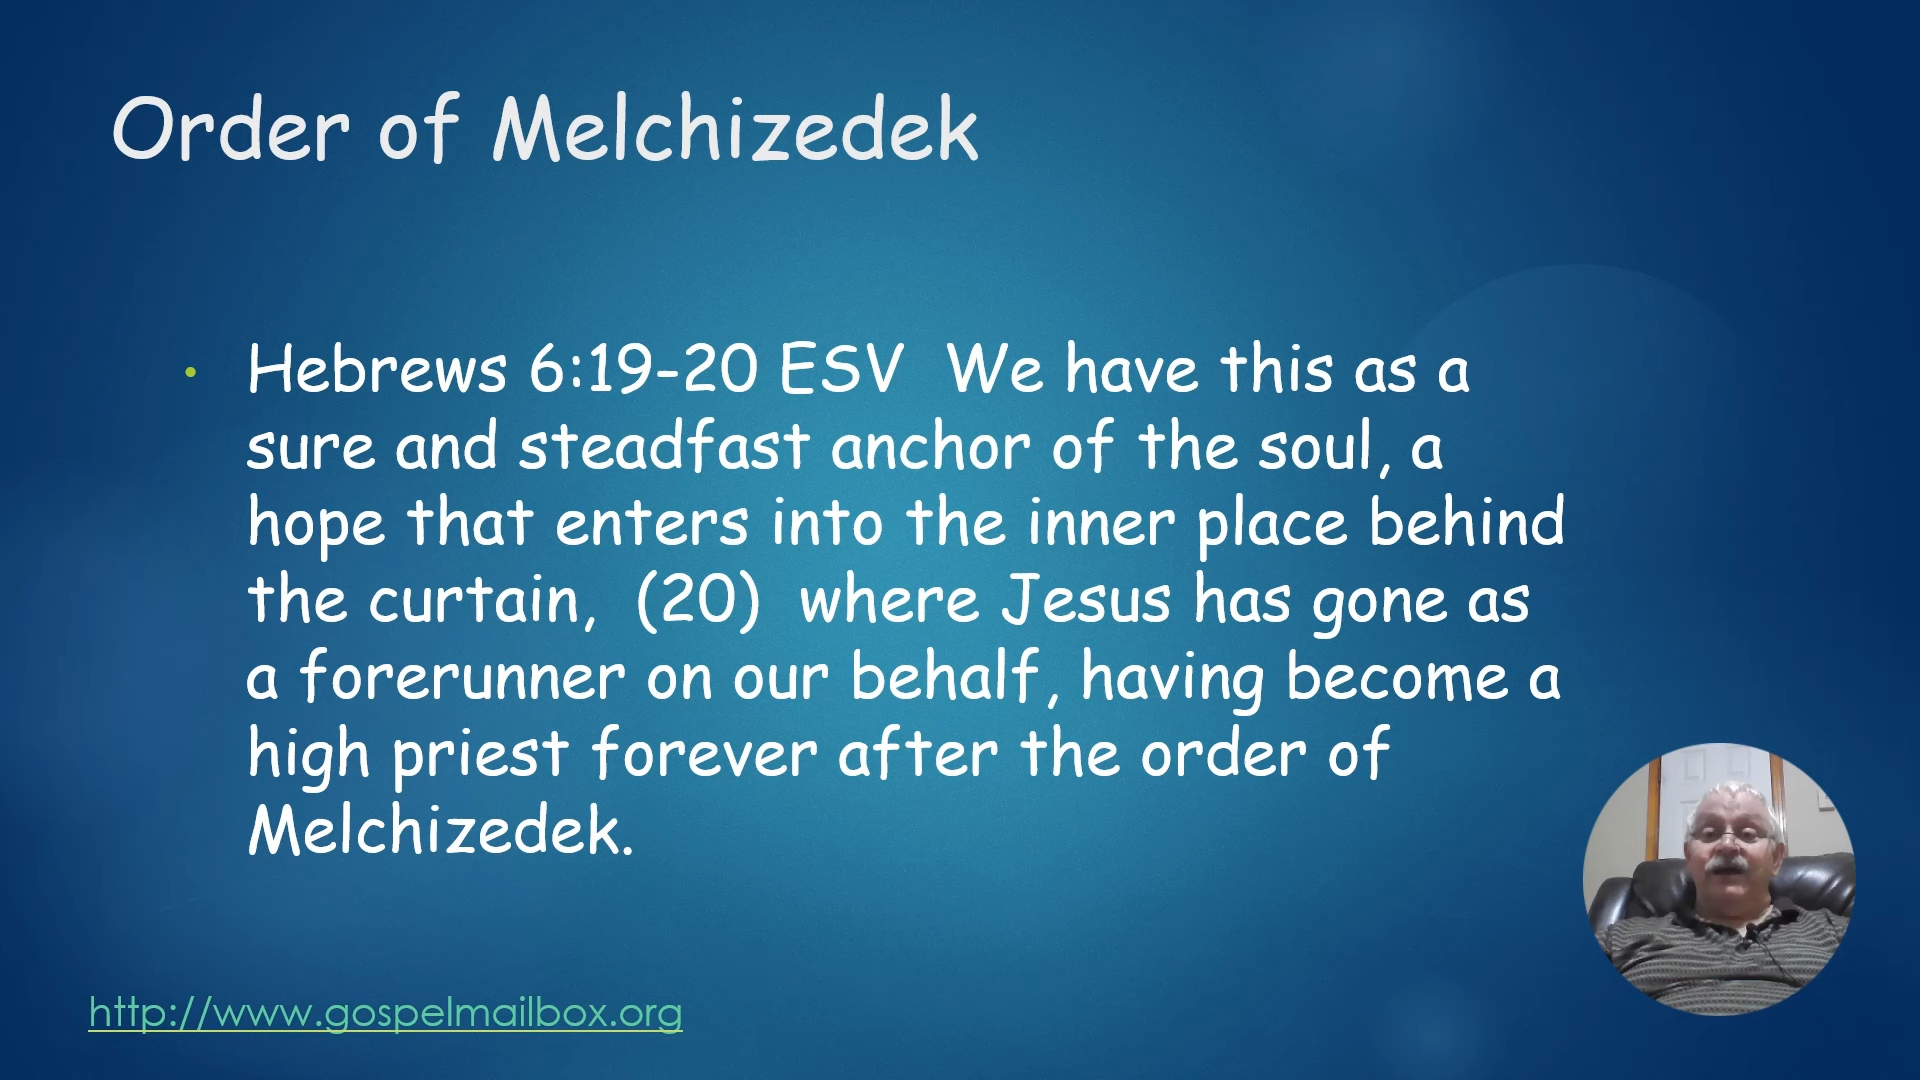 Order of Melchizedek
• Hebrews 6:19-20 ESV  We have this as a
sure and steadfast anchor of the soul, a
hope that enters into the inner place behind
the curtain,  (20)  where Jesus has gone as
a forerunner on our behalf, having become a
high priest forever after the order of
Melchizedek.
http://www.gospelmailbox.org